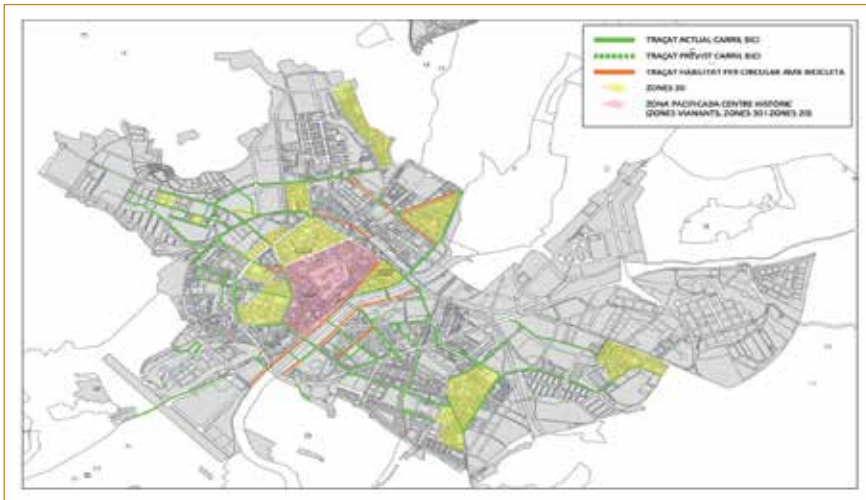 TRAÇAT ACTUAL CARRIL BICI
TRAÇAT PREVIST CARRIL BICI
TRAÇAT HABILITAT PER CIRCULAR AMB BICICLETA
ZONES 30
ZONA PACIFICADA CENTRE HISTÒRIC
(ZONES VIANANTS, ZONES 30 I ZONES 20)